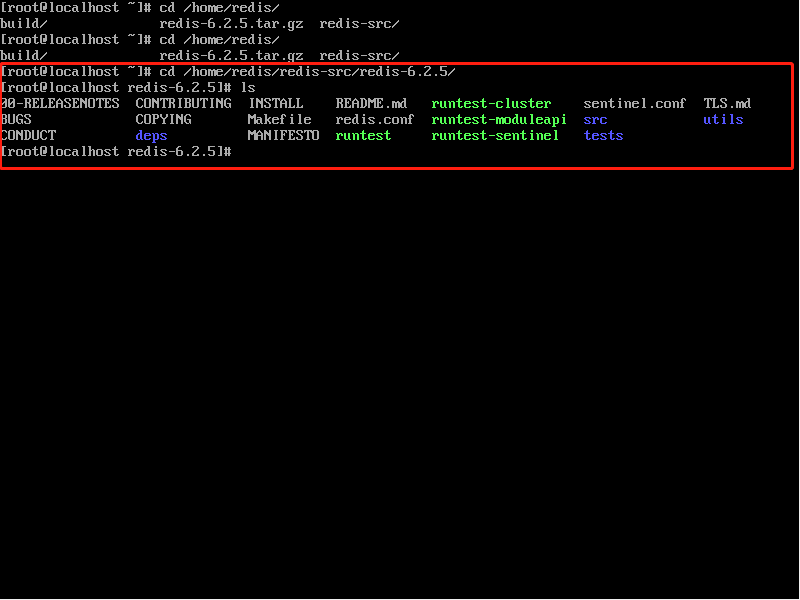 [root@localhost ~]# cd /home/redis/
build/ redis-6.2.5.tar.gz redis-src/
[root@localhost ~]# cd /home/redis/
build/ redis-6.2.5.tar.gz redis-src/
[root@localhost ~]# cd /home/redis/redis-src/redis-6.2.5/
[root@localhost redis-6.2.5]# ls
00-RELEASENOTES CONTRIBUTING INSTALL README.md runtest-cluster sentinel.conf TLS.md
BUGS COPYING Makefile redis.conf runtest-moduleapi src utils
CONDUCT deps MANIFESTO runtest runtest-sentinel tests
[root@localhost redis-6.2.5]#